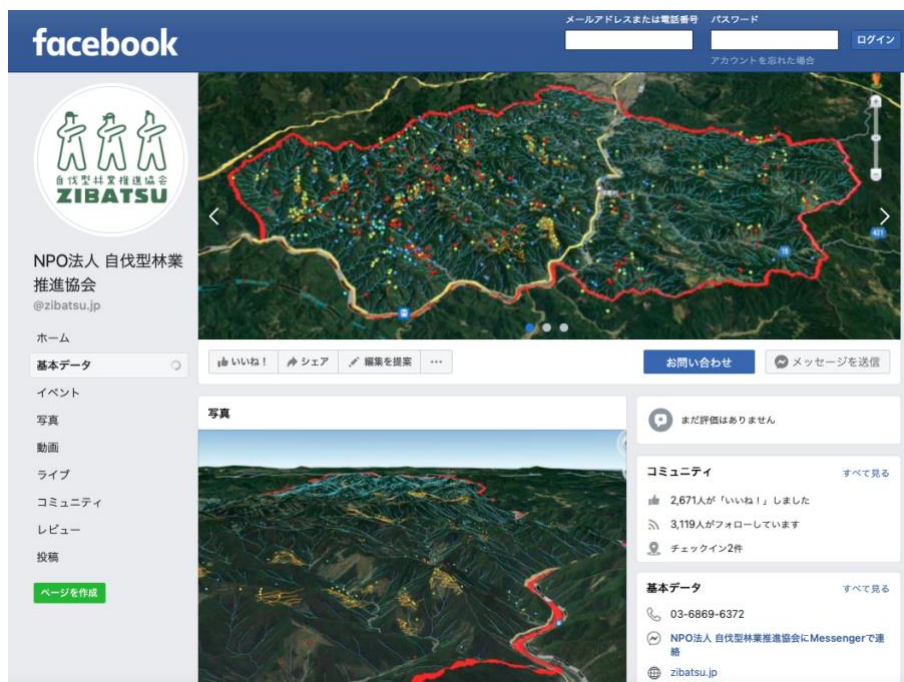 facebook
メールアドレスまたは電話番号
パスワード
ログイン
アカウントを忘れた場合
自伐型林業推進協会
ZIBATSU
NPO法人 自伐型林業
推進協会
@zibatsu.jp
ホーム
基本データ
イベント
写真
動画
ライブ
コミュニティ
レビュー
投稿
ページを作成
421
いいね！
シェア
編集を提案
お問い合わせ
メッセージを送信
写真
まだ評価はありません
コミュニティ
すべて見る
2,671人が「いいね！」しました
3,119人がフォローしています
チェックイン2件
基本データ
すべて見る
03-6869-6372
NPO法人 自伐型林業推進協会にMessengerで連
絡
zibatsu.jp